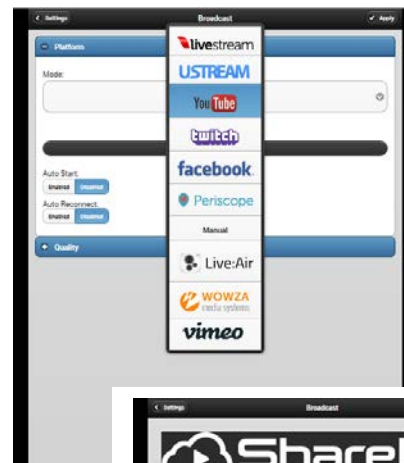 Settings
Broadcast
Apply
Platform
Mode:
livestream
USTREAM
YouTube
twitch
facebook.
Periscope
Manual
Live:Air
WOWZA
media systems
vimeo
Auto Start:
Enabled Disabled
Auto Reconnect:
Enabled Disabled
Quality
Settings
Broadcast